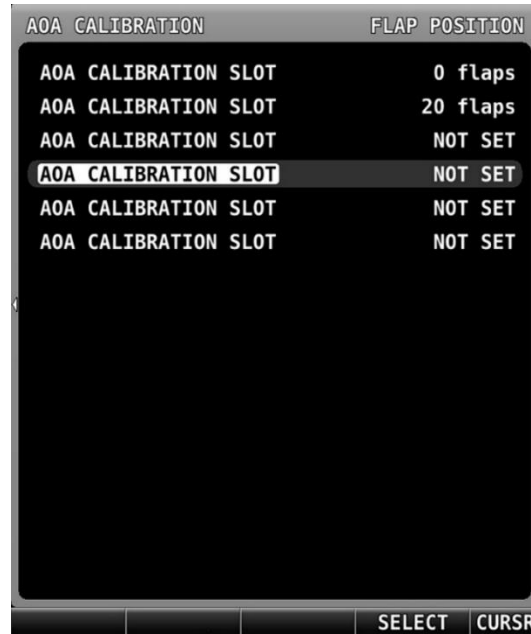 AOA CALIBRATION FLAP POSITION
AOA CALIBRATION SLOT 0 flaps
AOA CALIBRATION SLOT 20 flaps
AOA CALIBRATION SLOT NOT SET
AOA CALIBRATION SLOT NOT SET
AOA CALIBRATION SLOT NOT SET
AOA CALIBRATION SLOT NOT SET
SELECT